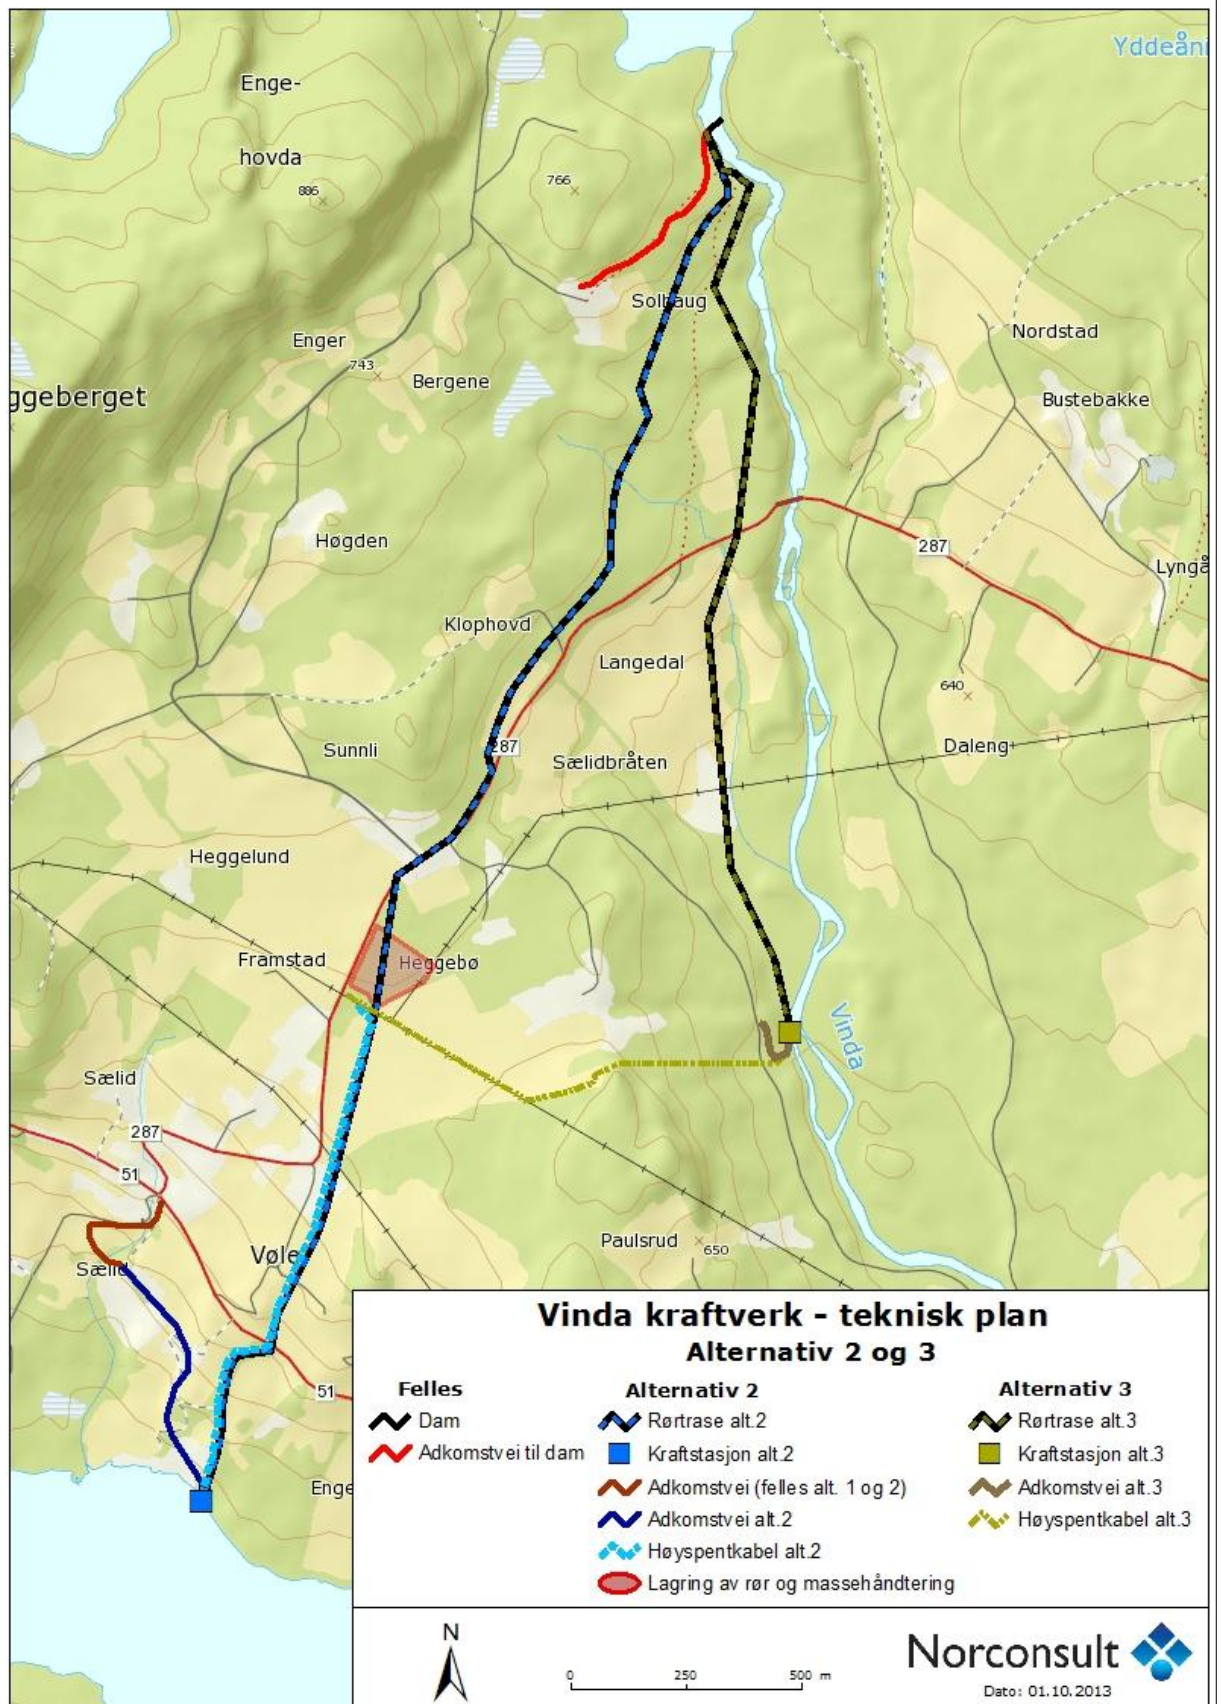 Yddeåni
Enge-
hovda
886
766
Solhaug
Enger
743
Bergene
Nordstad
ggeberget
Bustebakke
Høgden
287
Lyngå
Klophovd
Langedal
640
Sunnli
287
Sælidbråten
Daleng
Heggelund
Framstad
Heggebø
Vinda
Sælid
287
51
Paulsrud
650
Vøle
Sælid
51
Enge
Vinda kraftverk - teknisk plan
Alternativ 2 og 3
Felles
Dam
Adkomstvei til dam
Alternativ 2
Rørtrase alt.2
Kraftstasjon alt.2
Adkomstvei (felles alt. 1 og 2)
Adkomstvei alt.2
Høyspentkabel alt.2
Lagring av rør og massehåndtering
Alternativ 3
Rørtrase alt.3
Kraftstasjon alt.3
Adkomstvei alt.3
Høyspentkabel alt.3
N
0 250 500 m
Norconsult
Dato: 01.10.2013